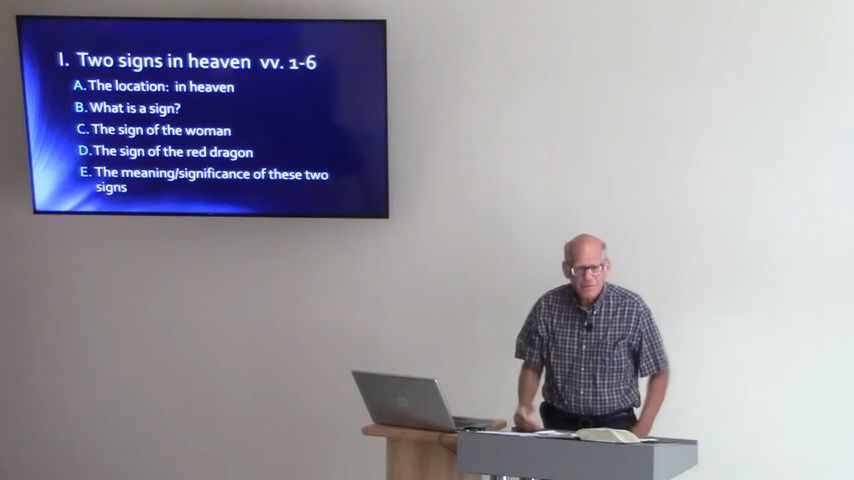 I. Two signs in heaven vv. 1-6
A. The location: in heaven
B. What is a sign?
C. The sign of the woman
D. The sign of the red dragon
E. The meaning/significance of these two
signs